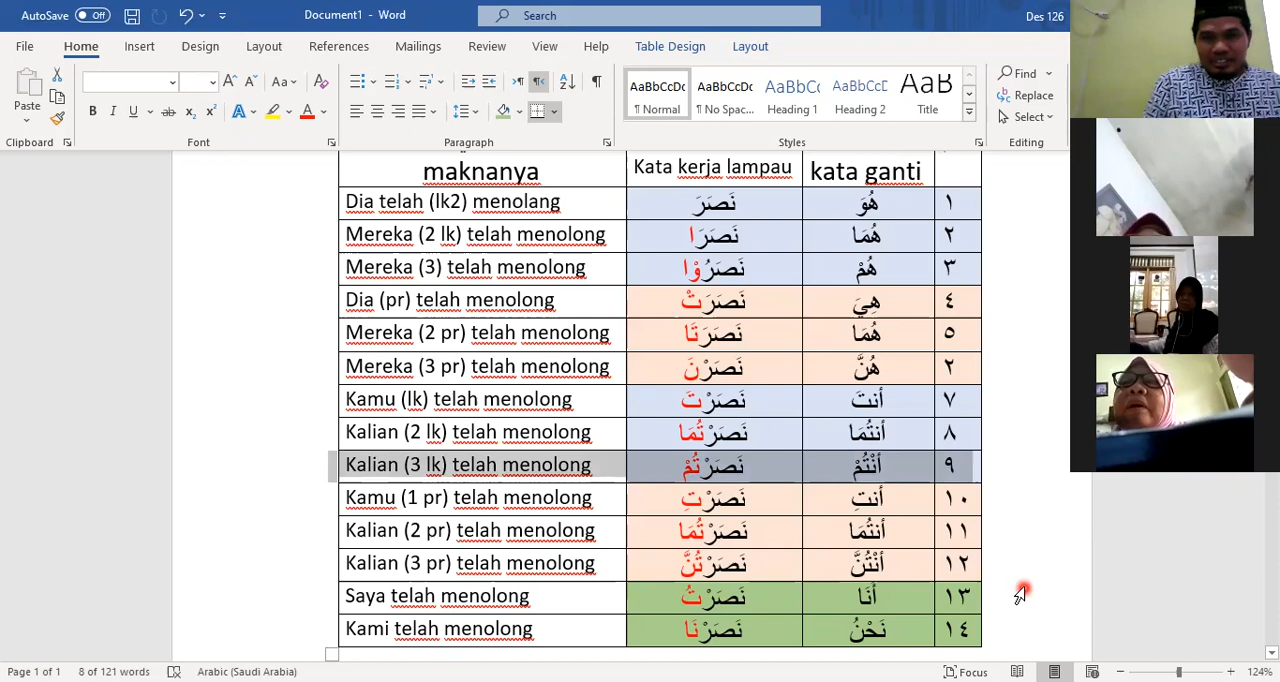 AutoSave Off Document1 - Word Search Des 126
File Home Insert Design Layout References Mailings Review View Help Table Design Layout
Paste Aa AaBbCcDc AaBbCcDc AaBbCc AaBbCcD AaB Find
B I U ab x₂ x² A A ¶ Normal ¶ No Spac... Heading 1 Heading 2 Title Replace
Select
Clipboard Font Paragraph Styles Editing
maknanya Kata kerja lampau kata ganti
Dia telah (lk2) menolang نَصَرَ هُوَ ١
Mereka (2 lk) telah menolong نَصَرَا هُمَا ٢
Mereka (3) telah menolong نَصَرُوْا هُمْ ٣
Dia (pr) telah menolong نَصَرَتْ هِيَ ٤
Mereka (2 pr) telah menolong نَصَرَتَا هُمَا ٥
Mereka (3 pr) telah menolong نَصَرْنَ هُنَّ ٢
Kamu (lk) telah menolong نَصَرْتَ أنتَ ٧
Kalian (2 lk) telah menolong نَصَرْتُمَا أنتُمَا ٨
Kalian (3 lk) telah menolong نَصَرْتُمْ أنْتُمْ ٩
Kamu (1 pr) telah menolong نَصَرْتِ أنتِ ١٠
Kalian (2 pr) telah menolong نَصَرْتُمَا أنتُمَا ١١
Kalian (3 pr) telah menolong نَصَرْتُنَّ أنْتُنَّ ١٢
Saya telah menolong نَصَرْتُ أَنَا ١٣
Kami telah menolong نَصَرْنَا نَحْنُ ١٤
Page 1 of 1 8 of 121 words Arabic (Saudi Arabia) Focus 124%